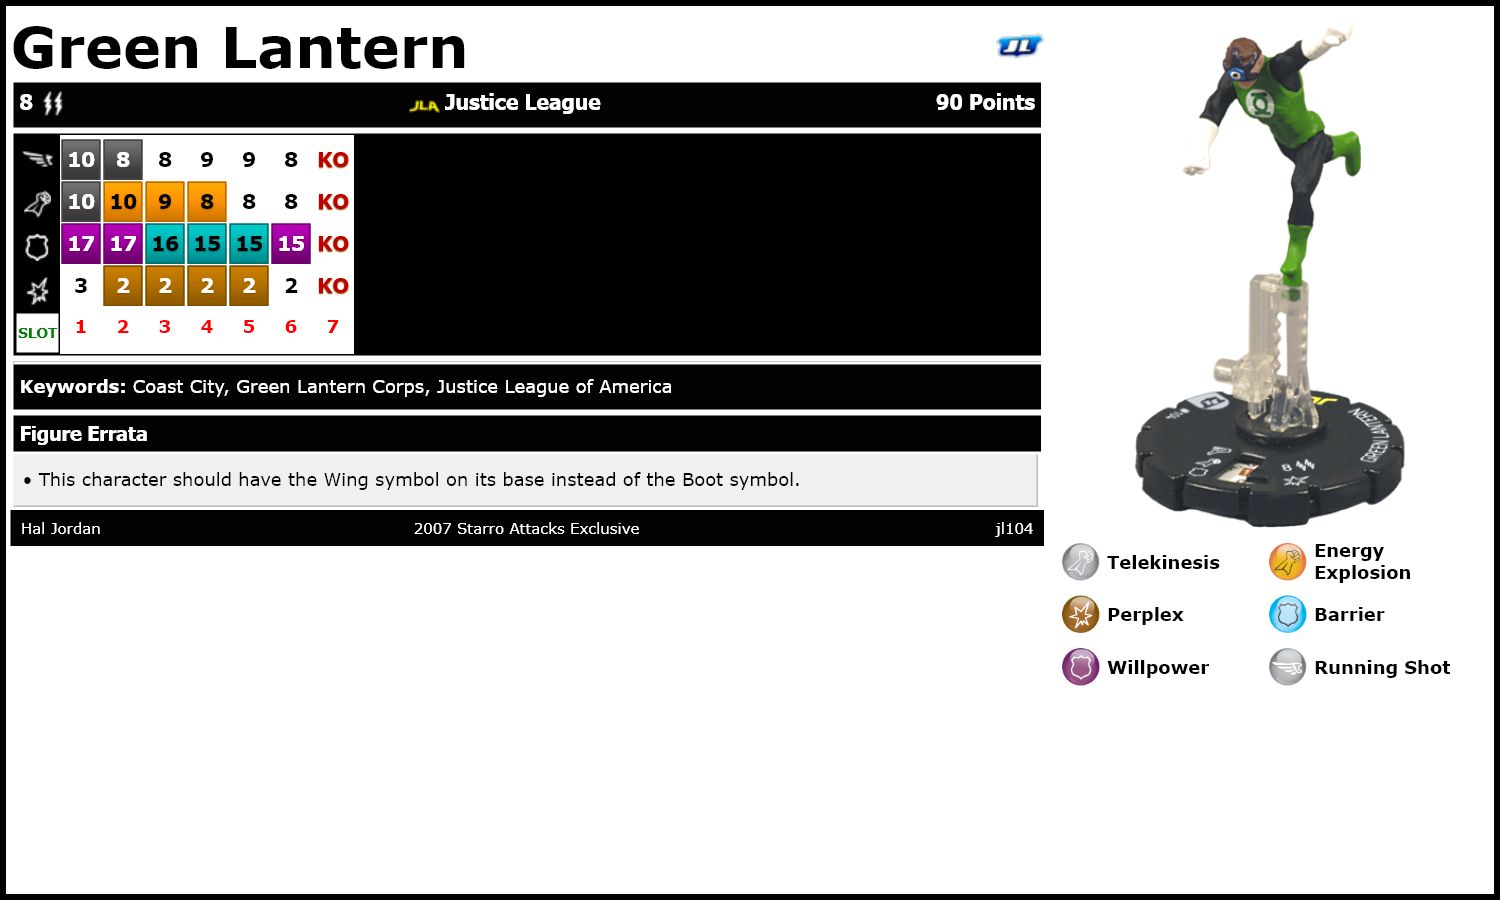 Green Lantern
JL
8 JLA Justice League 90 Points
10 8 8 9 9 8 KO
10 10 9 8 8 8 KO
17 17 16 15 15 15 KO
3 2 2 2 2 2 KO
SLOT 1 2 3 4 5 6 7
Keywords: Coast City, Green Lantern Corps, Justice League of America
Figure Errata
• This character should have the Wing symbol on its base instead of the Boot symbol.
Hal Jordan 2007 Starro Attacks Exclusive jl104
GREEN LANTERN
8
Telekinesis
Energy
Explosion
Perplex
Barrier
Willpower
Running Shot